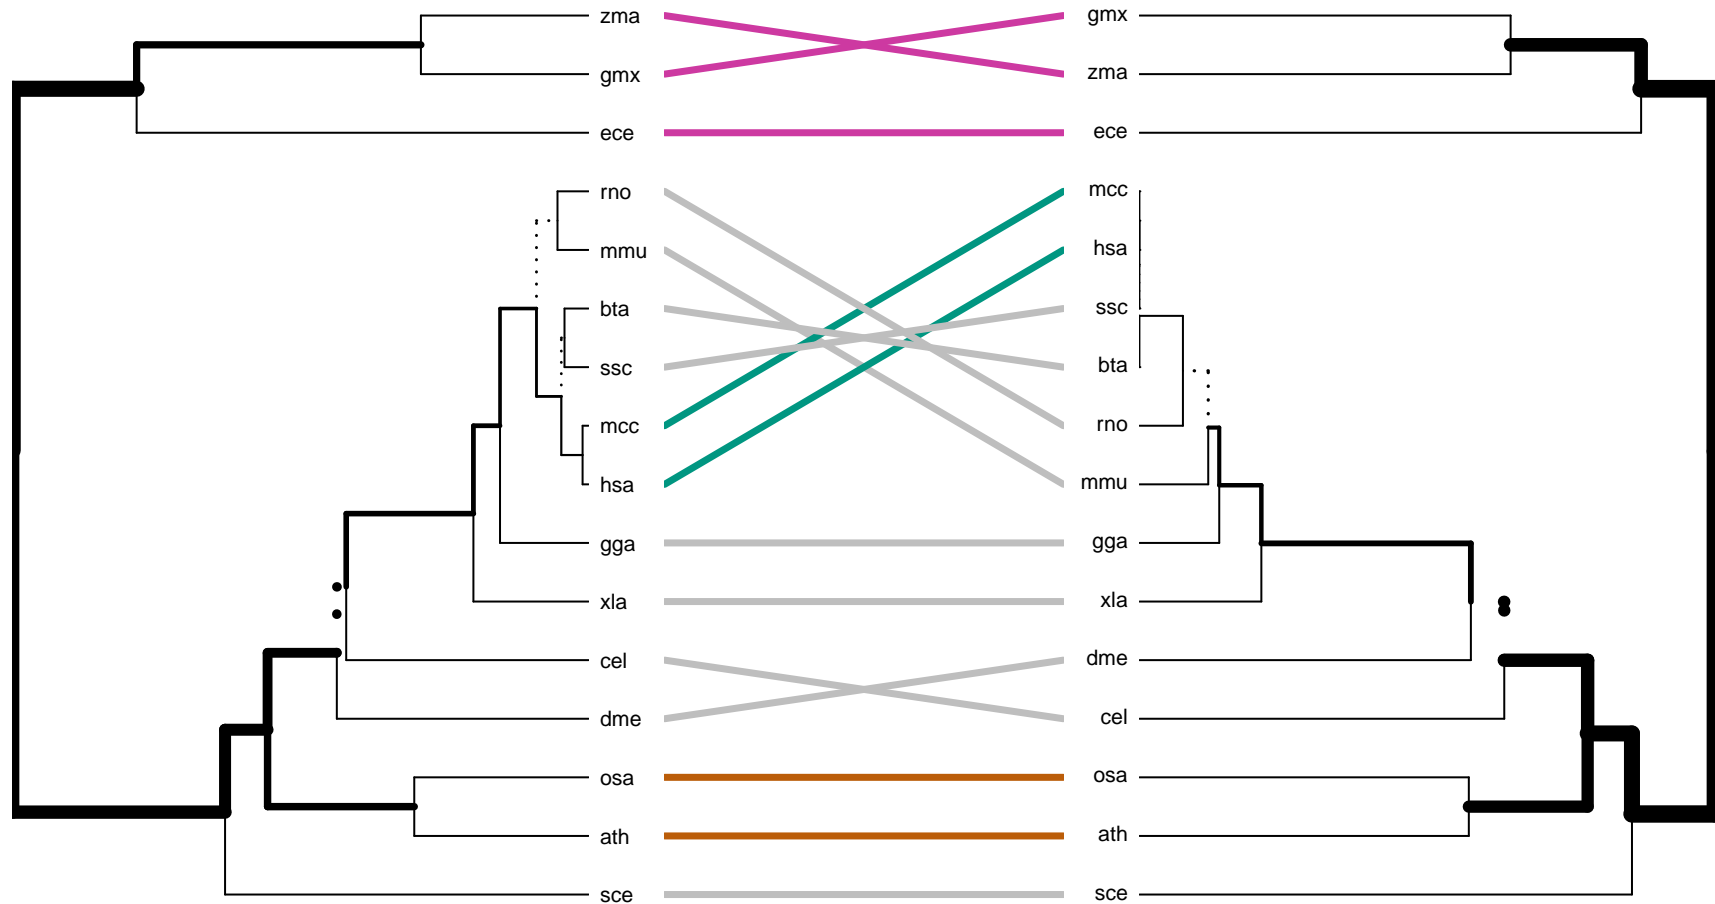 zma gmx
gmx zma
ece ece
rno mcc
mmu hsa
bta ssc
ssc bta
mcc rno
hsa mmu
gga gga
xla xla
cel dme
dme cel
osa osa
ath ath
sce sce